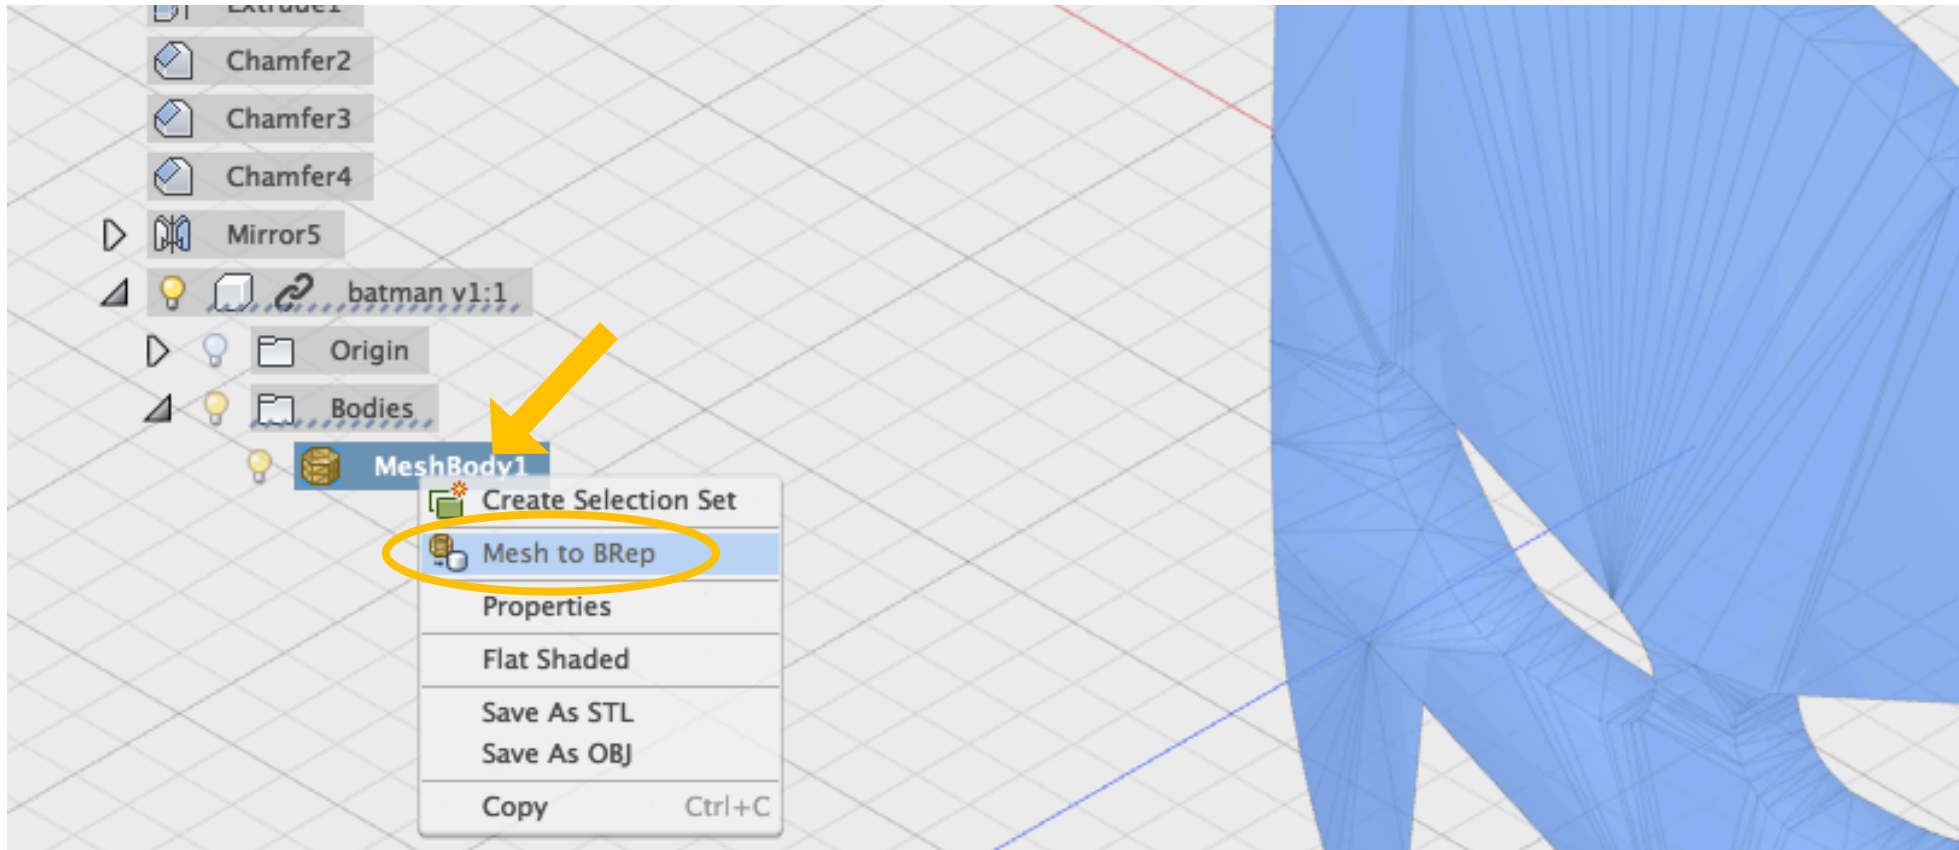 Extrude1
Chamfer2
Chamfer3
Chamfer4
Mirror5
batman v1:1
Origin
Bodies
MeshBody1
Create Selection Set
Mesh to BRep
Properties
Flat Shaded
Save As STL
Save As OBJ
Copy Ctrl+C